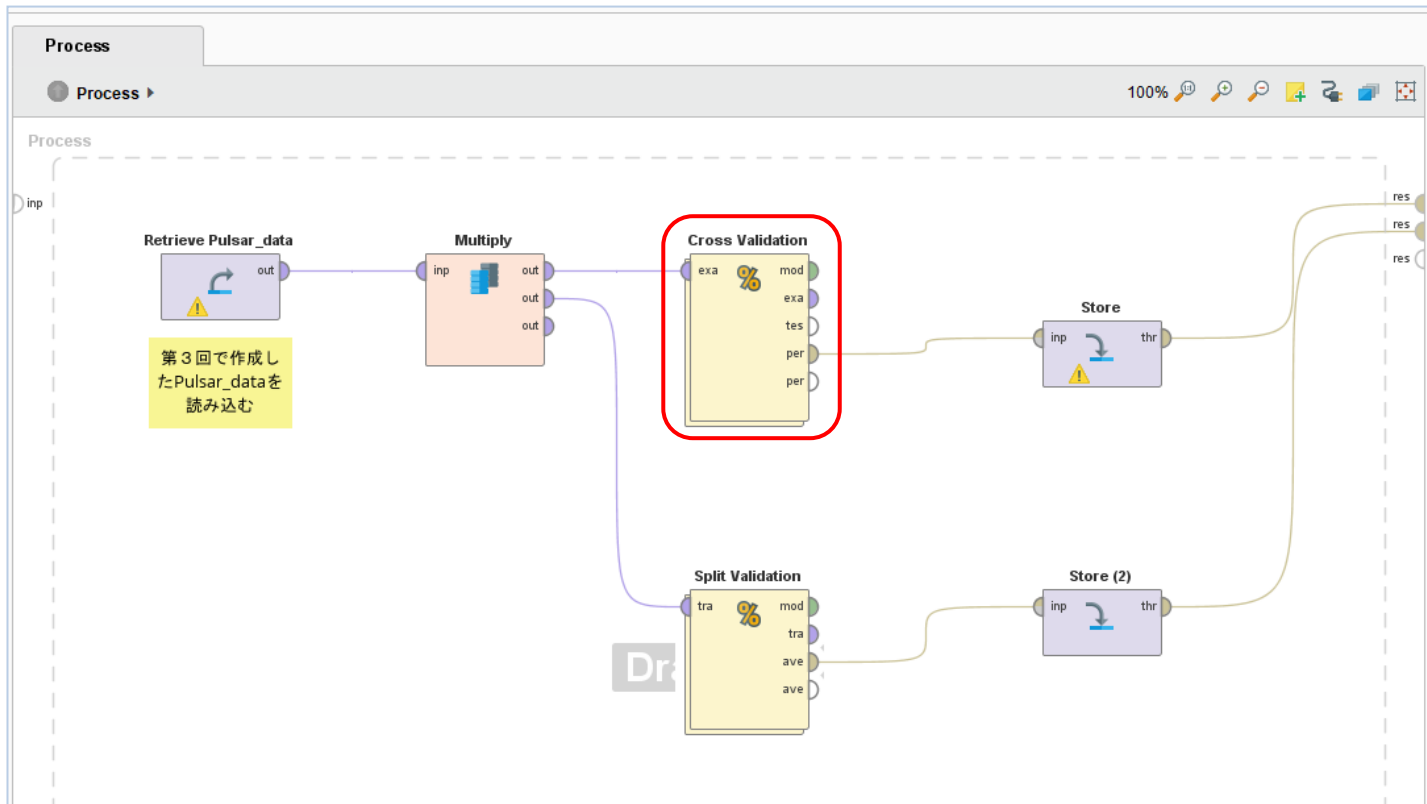 Process
Process
100%
Process
inp
res
res
res
Retrieve Pulsar_data
out
Multiply
inp
out
out
out
Cross Validation
exa
%
mod
exa
tes
per
per
Store
inp
thr
第３回で作成し
たPulsar_dataを
読み込む
Split Validation
tra
%
mod
tra
ave
ave
Store (2)
inp
thr